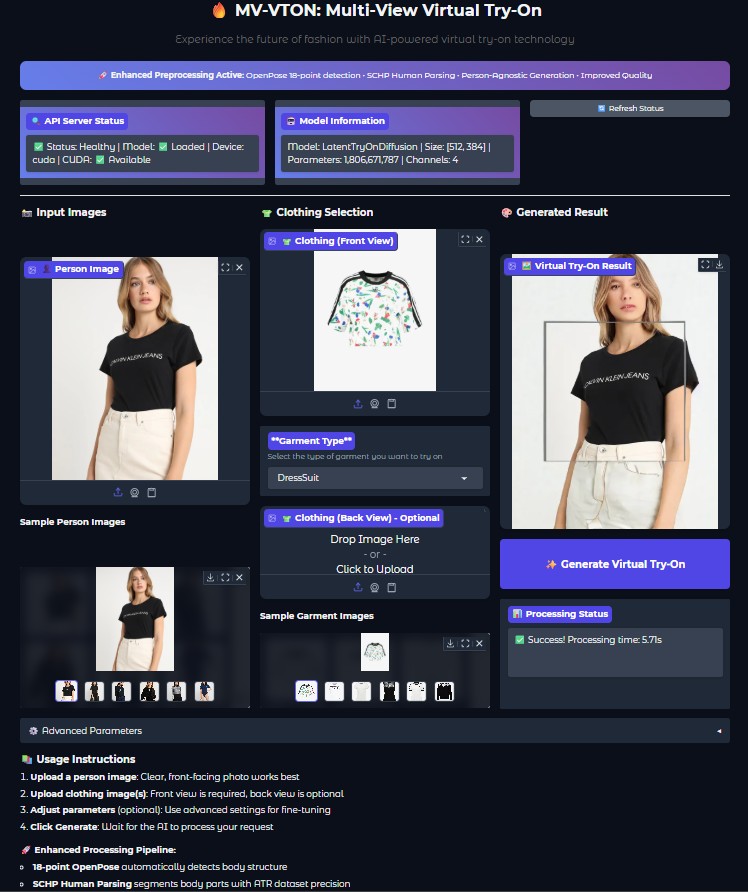 🔥 MV-VTON: Multi-View Virtual Try-On
Experience the future of fashion with AI-powered virtual try-on technology
🚀 Enhanced Preprocessing Active: OpenPose 18-point detection • SCHP Human Parsing • Person-Agnostic Generation • Improved Quality
API Server Status
✅ Status: Healthy | Model: ✅ Loaded | Device:
cuda | CUDA: ✅ Available
Model Information
Model: LatentTryOnDiffusion | Size: [512, 384] |
Parameters: 1,806,671,787 | Channels: 4
Refresh Status
Input Images
Person Image
CALVIN KLEIN JEANS
Sample Person Images
Clothing Selection
Clothing (Front View)
**Garment Type**
Select the type of garment you want to try on
DressSuit
Clothing (Back View) - Optional
Drop Image Here
- or -
Click to Upload
Sample Garment Images
Generated Result
Virtual Try-On Result
CALVIN KLEIN JEANS
✨ Generate Virtual Try-On
Processing Status
✅ Success! Processing time: 5.71s
⚙️ Advanced Parameters
Usage Instructions
1. Upload a person image: Clear, front-facing photo works best
2. Upload clothing image(s): Front view is required, back view is optional
3. Adjust parameters (optional): Use advanced settings for fine-tuning
4. Click Generate: Wait for the AI to process your request
🚀 Enhanced Processing Pipeline:
18-point OpenPose automatically detects body structure
SCHP Human Parsing segments body parts with ATR dataset precision